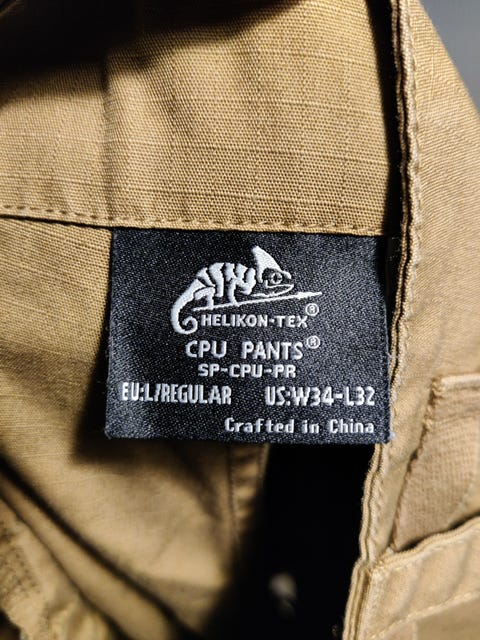 HELIKON-TEX®
CPU PANTS®
SP-CPU-PR
EU:L/REGULAR US:W34-L32
Crafted in China